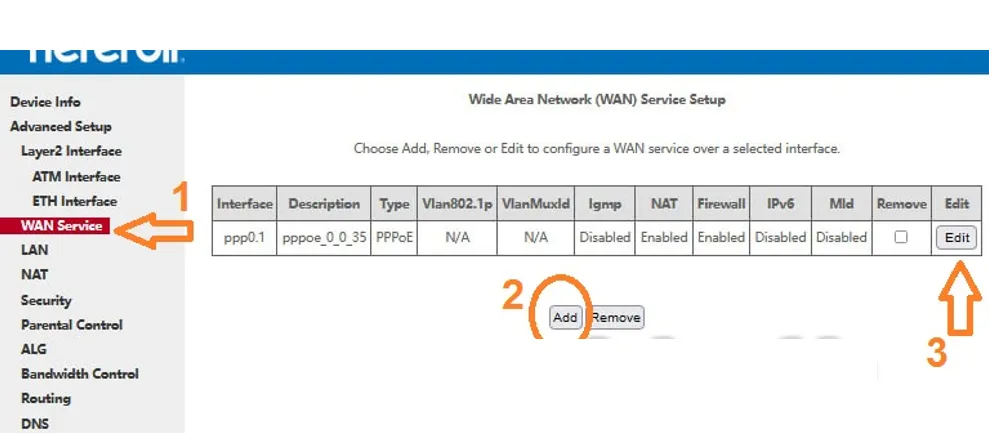 Device Info
Advanced Setup
Layer2 Interface
ATM Interface
ETH Interface
WAN Service
LAN
NAT
Security
Parental Control
ALG
Bandwidth Control
Routing
DNS
1
Wide Area Network (WAN) Service Setup
Choose Add, Remove or Edit to configure a WAN service over a selected interface.
Interface Description Type Vlan802.1p VlanMuxId Igmp NAT Firewall IPv6 Mld Remove Edit
ppp0.1 pppoe_0_0_35 PPPoE N/A N/A Disabled Enabled Enabled Disabled Disabled Edit
2
Add Remove
3